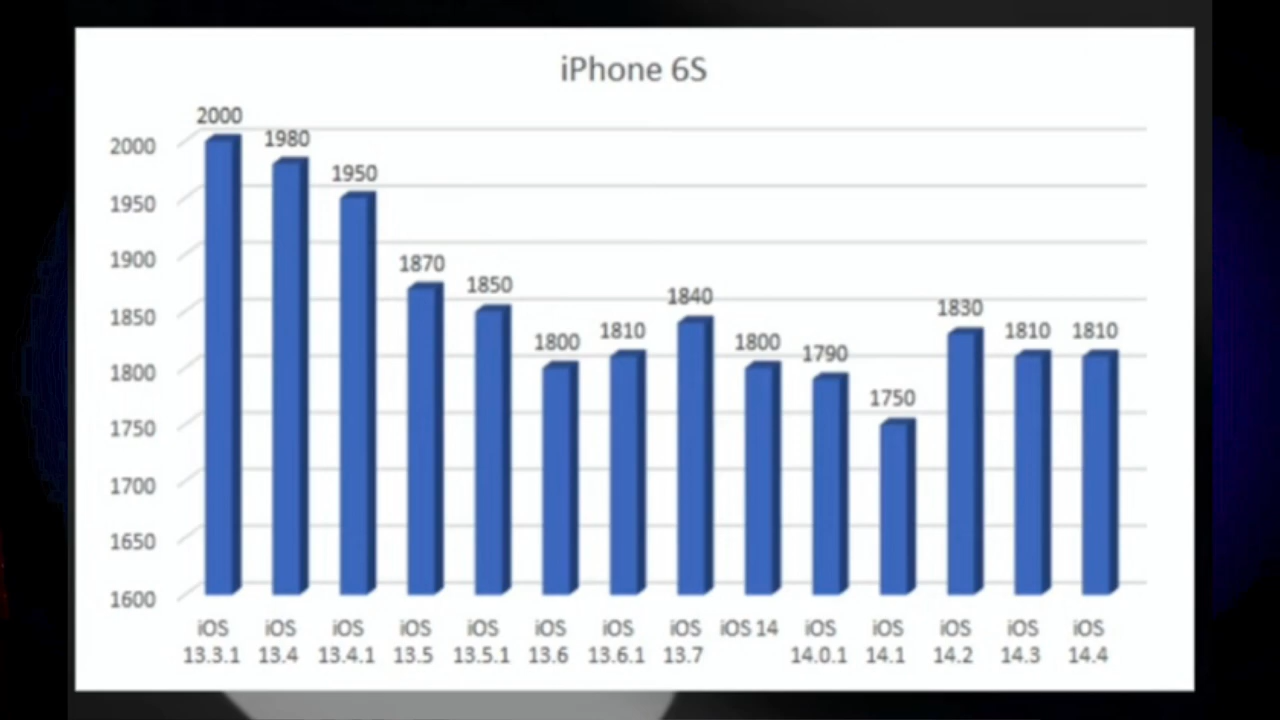 iPhone 6S
2000
1980
1950
1870
1850
1800
1810
1840
1800
1790
1750
1830
1810
1810
2000
1950
1900
1850
1800
1750
1700
1650
1600
iOS 13.3.1
iOS 13.4
iOS 13.4.1
iOS 13.5
iOS 13.5.1
iOS 13.6
iOS 13.6.1
iOS 13.7
iOS 14
iOS 14.0.1
iOS 14.1
iOS 14.2
iOS 14.3
iOS 14.4